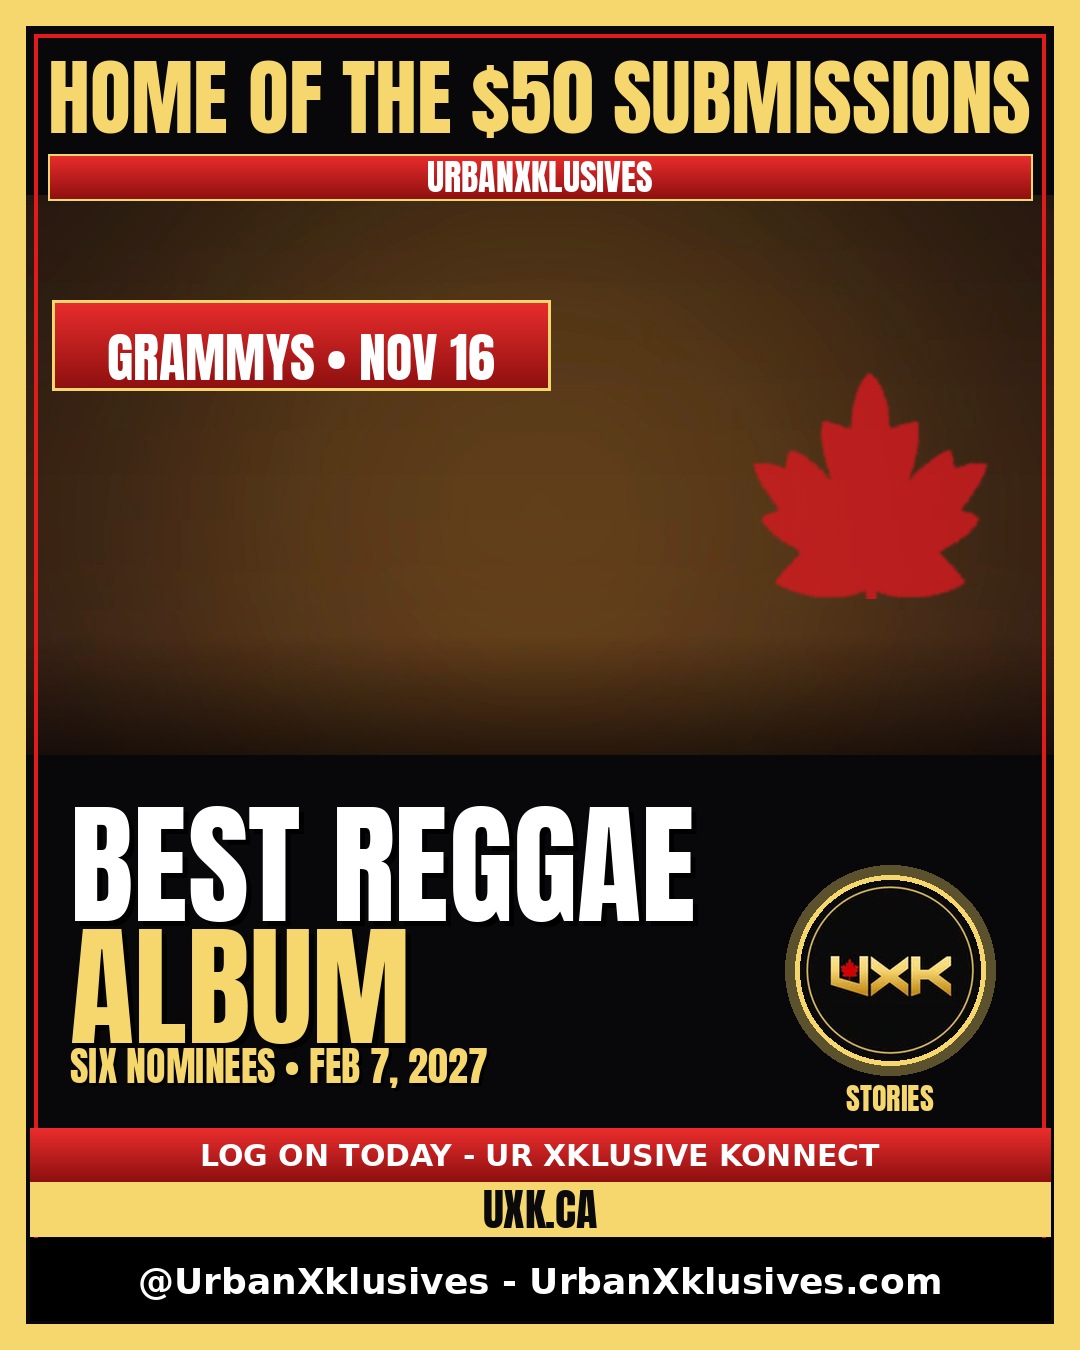 HOME OF THE $50 SUBMISSIONS
URBANXKLUSIVES
GRAMMYS • NOV 16
BEST REGGAE
ALBUM
SIX NOMINEES • FEB 7, 2027
UXK
STORIES
LOG ON TODAY - UR XKLUSIVE KONNECT
UXK.CA
@UrbanXklusives - UrbanXklusives.com